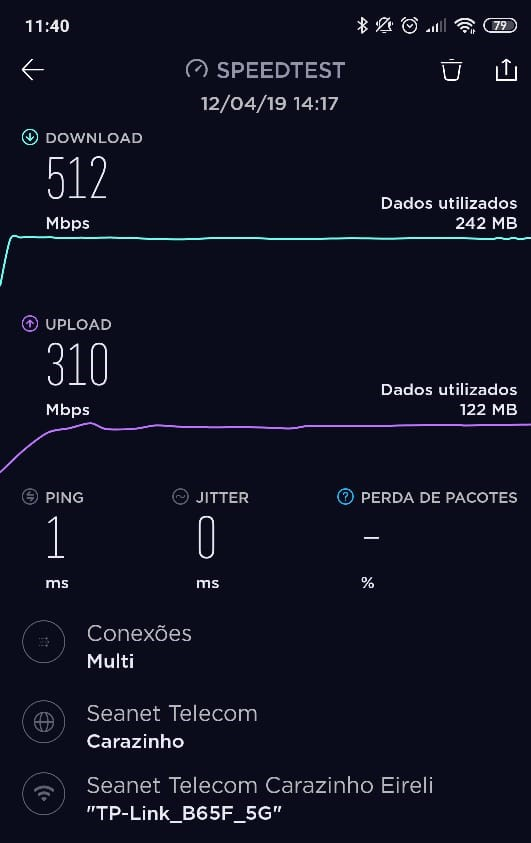 11:40
79
SPEEDTEST
12/04/19 14:17
DOWNLOAD
512
Mbps
Dados utilizados
242 MB
UPLOAD
310
Mbps
Dados utilizados
122 MB
PING
JITTER
PERDA DE PACOTES
1
0
–
ms
ms
%
Conexões
Multi
Seanet Telecom
Carazinho
Seanet Telecom Carazinho Eireli
"TP-Link_B65F_5G"